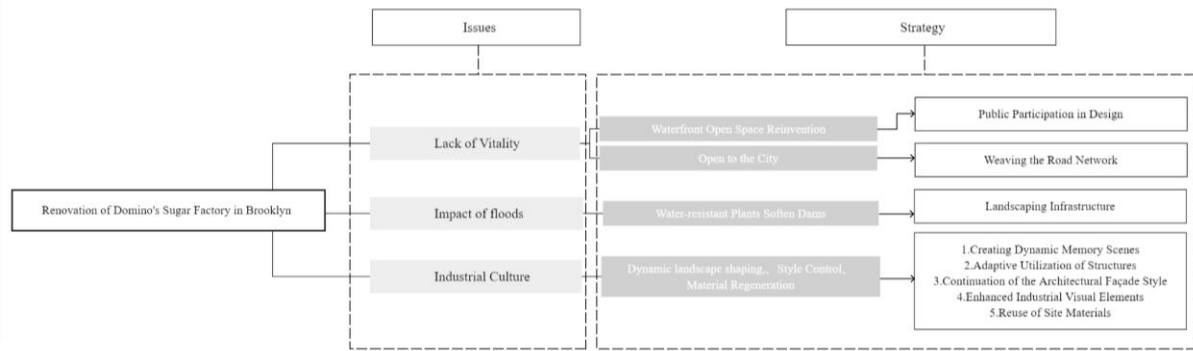 Issues
Strategy
Renovation of Domino's Sugar Factory in Brooklyn
Lack of Vitality
Waterfront Open Space Reinvention
Public Participation in Design
Open to the City
Weaving the Road Network
Impact of floods
Water-resistant Plants Soften Dams
Landscaping Infrastructure
Industrial Culture
Dynamic landscape shaping,、Style Control、
Material Regeneration
1.Creating Dynamic Memory Scenes
2.Adaptive Utilization of Structures
3.Continuation of the Architectural Façade Style
4.Enhanced Industrial Visual Elements
5.Reuse of Site Materials